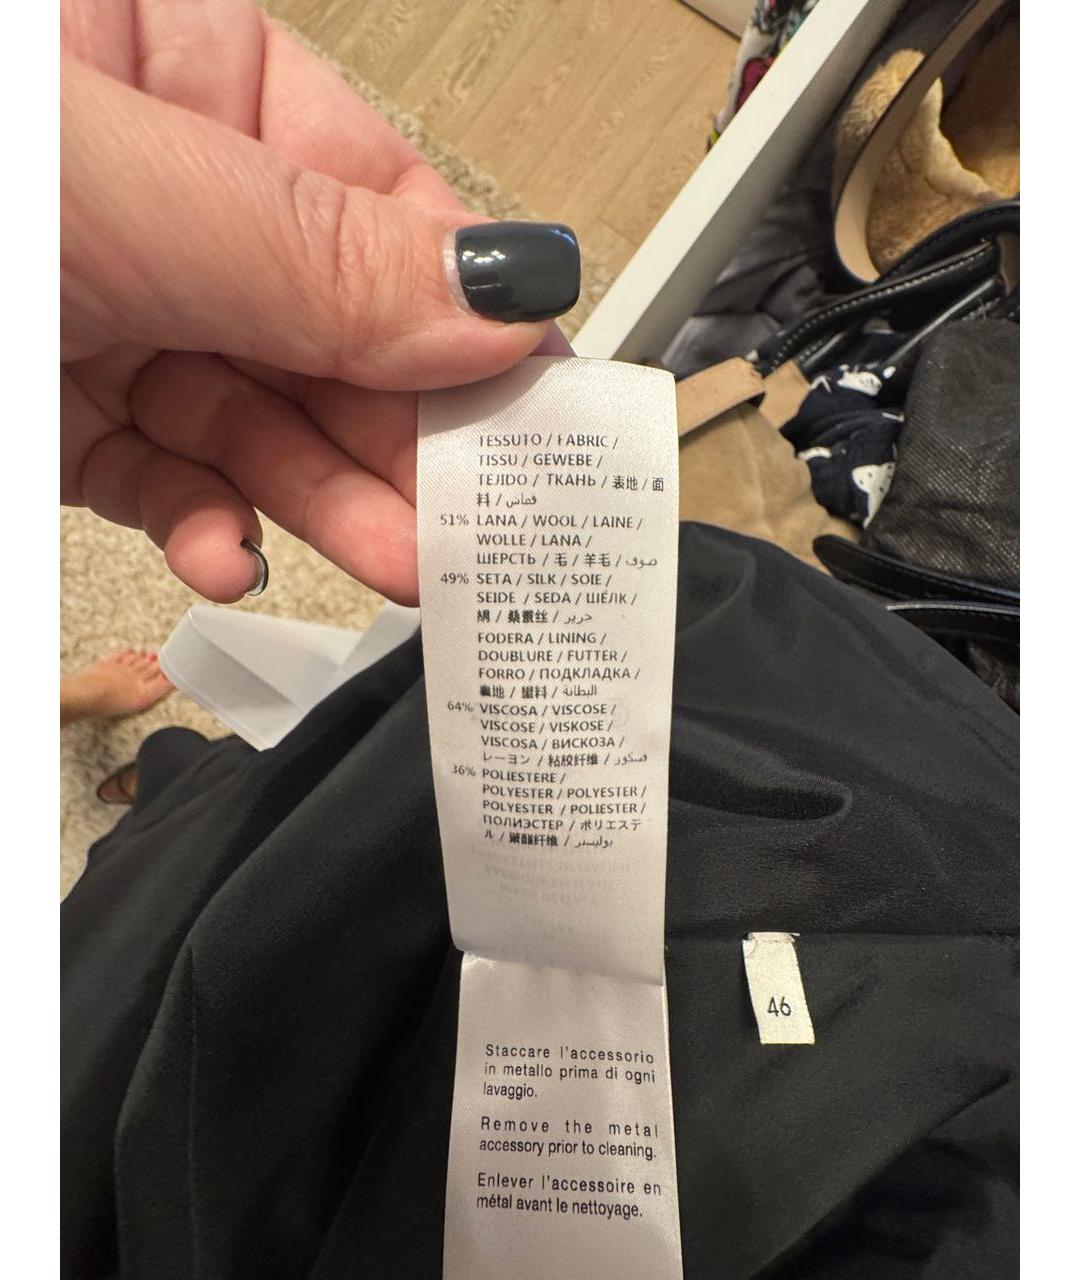 TESSUTO / FABRIC /
TISSU / GEWEBE /
TEJIDO / ТКАНЬ / 表地 / 面
料 / قماش
51% LANA / WOOL / LAINE /
WOLLE / LANA /
ШЕРСТЬ / 毛 / 羊毛 / صوف
49% SETA / SILK / SOIE /
SEIDE / SEDA / ШЁЛК /
絹 / 桑蚕丝 / حرير
FODERA / LINING /
DOUBLURE / FUTTER /
FORRO / ПОДКЛАДКА /
裏地 / 里料 / البطانة
64% VISCOSA / VISCOSE /
VISCOSE / VISKOSE /
VISCOSA / ВИСКОЗА /
レーヨン / 粘胶纤维 / فسكوز
36% POLIESTERE /
POLYESTER / POLYESTER /
POLYESTER / POLIESTER /
ПОЛИЭСТЕР / ポリエステ
ル / 聚酯纤维 / بوليستر
46
Staccare l'accessorio
in metallo prima di ogni
lavaggio.
Remove the metal
accessory prior to cleaning.
Enlever l'accessoire en
métal avant le nettoyage.